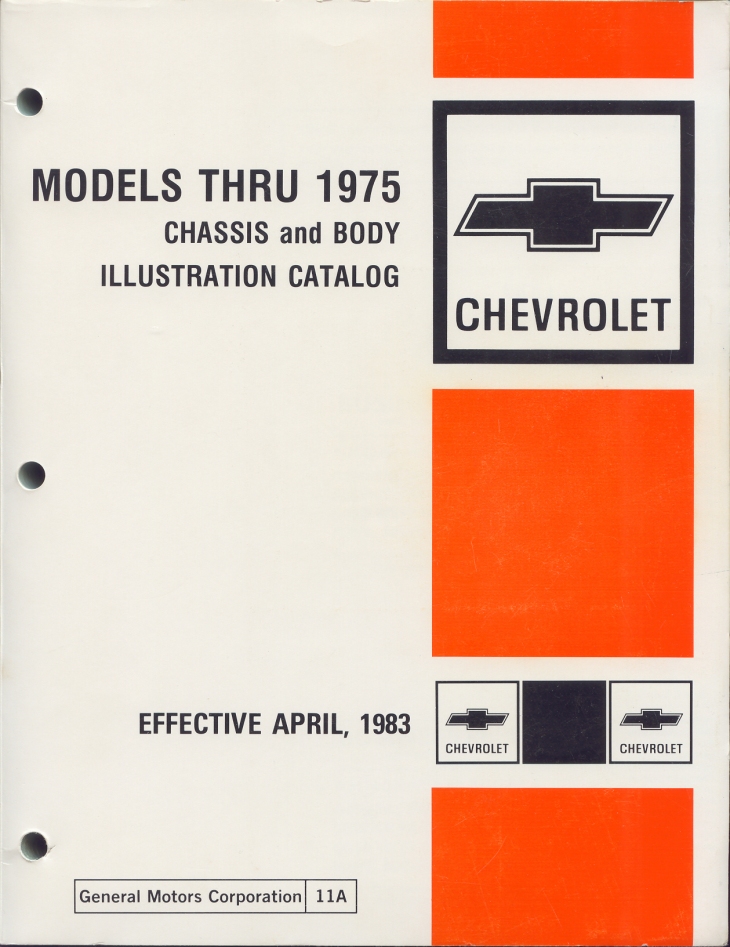 MODELS THRU 1975
CHASSIS and BODY
ILLUSTRATION CATALOG
CHEVROLET
EFFECTIVE APRIL, 1983
CHEVROLET
CHEVROLET
General Motors Corporation 11A